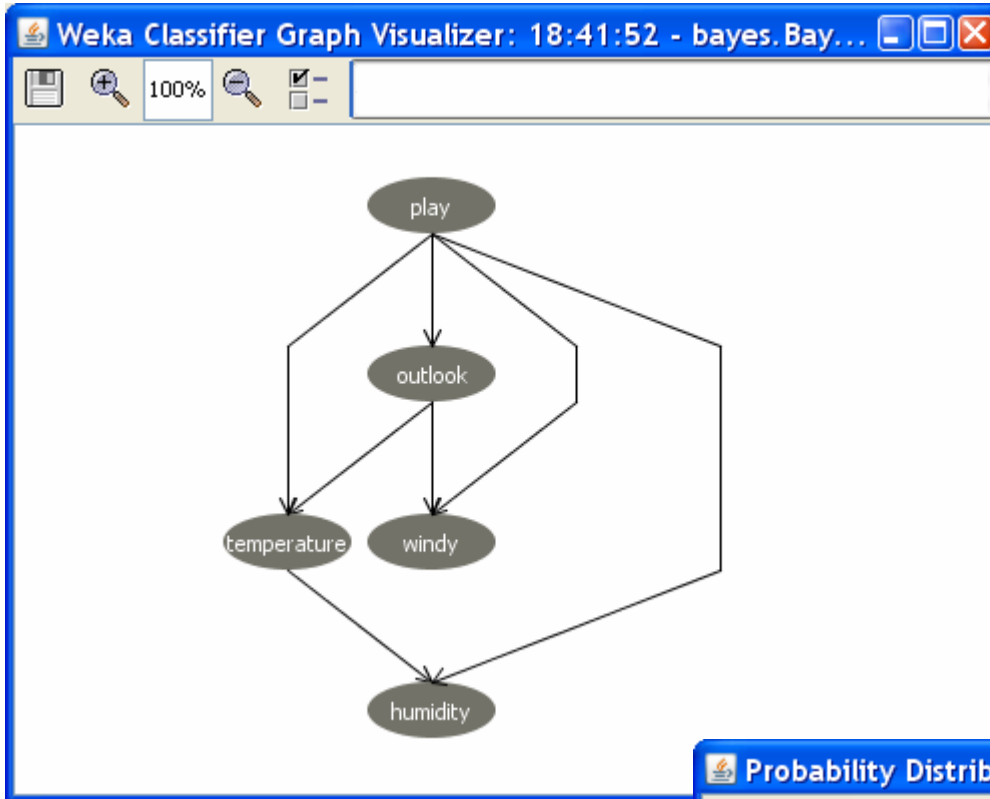 Weka Classifier Graph Visualizer: 18:41:52 - bayes.Bay...
100%
play
outlook
temperature windy
humidity
Probability Distrib